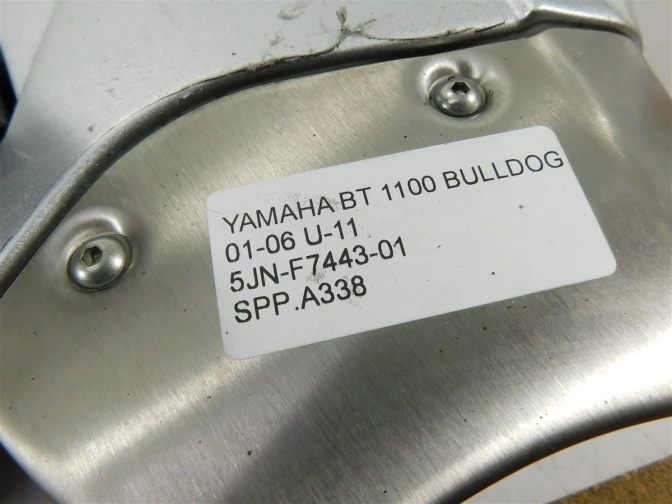 YAMAHA BT 1100 BULLDOG
01-06 U-11
5JN-F7443-01
SPP.A338